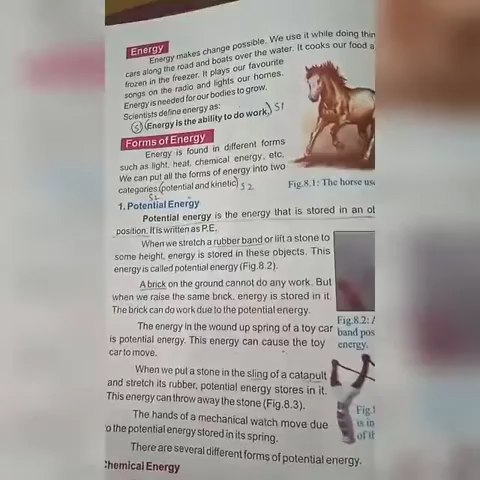 Energy
Energy makes change possible. We use it while doing
cars along the road and boats over the water. It cooks our food
frozen in the freezer. It plays our favourite
songs on the radio and lights our homes.
Energy is needed for our bodies to grow.
Scientists define energy as:
(Energy is the ability to do work.) S1
Forms of Energy
Energy is found in different forms
such as light, heat, chemical energy, etc.
We can put all the forms of energy into two
categories (potential and kinetic) S2
Fig.8.1: The horse
S2
1. Potential Energy
Potential energy is the energy that is stored in an
position. It is written as P.E.
When we stretch a rubber band or lift a stone to
some height, energy is stored in these objects. This
energy is called potential energy (Fig.8.2).
A brick on the ground cannot do any work. But
when we raise the same brick, energy is stored in it.
The brick can do work due to the potential energy.
Fig.8.2:
band
energy.
The energy in the wound up spring of a toy car
is potential energy. This energy can cause the toy
car to move.
When we put a stone in the sling of a catapult
and stretch its rubber, potential energy stores in it.
This energy can throw away the stone (Fig.8.3).
Fig.
is in
of
The hands of a mechanical watch move due
to the potential energy stored in its spring.
There are several different forms of potential energy.
Chemical Energy